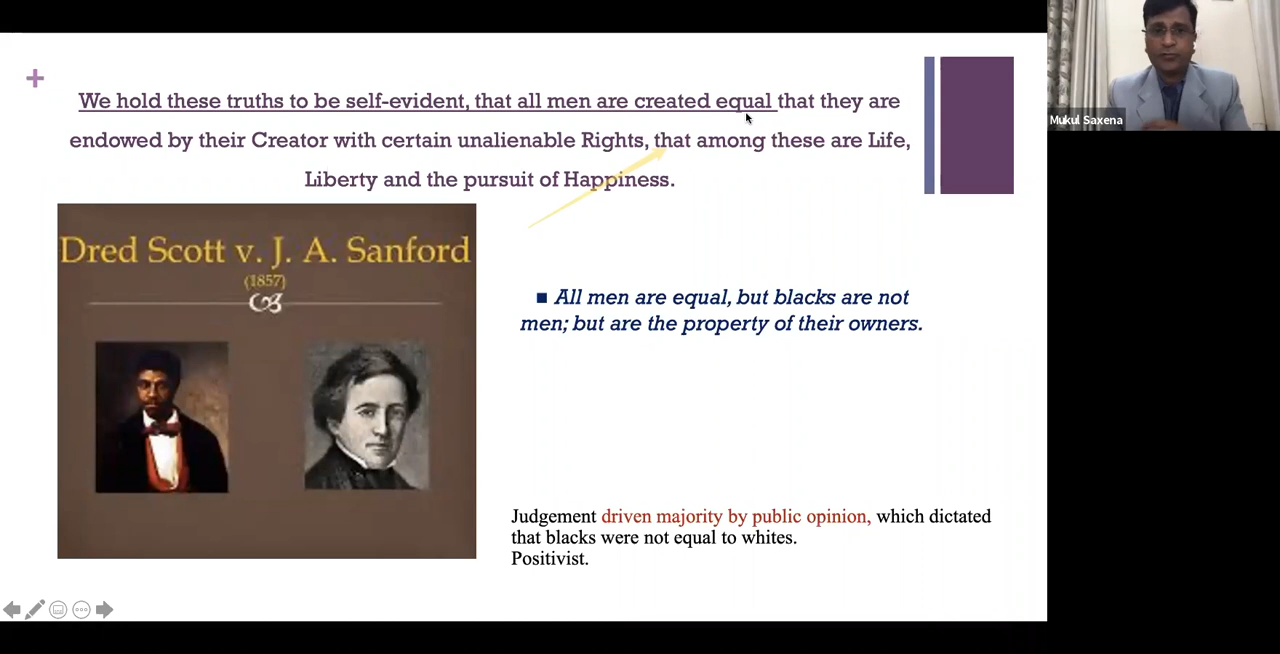 +
We hold these truths to be self-evident, that all men are created equal that they are
endowed by their Creator with certain unalienable Rights, that among these are Life,
Liberty and the pursuit of Happiness.
Dred Scott v. J. A. Sanford
(1857)
■ All men are equal, but blacks are not
men; but are the property of their owners.
Judgement driven majority by public opinion, which dictated
that blacks were not equal to whites.
Positivist.
Mukul Saxena